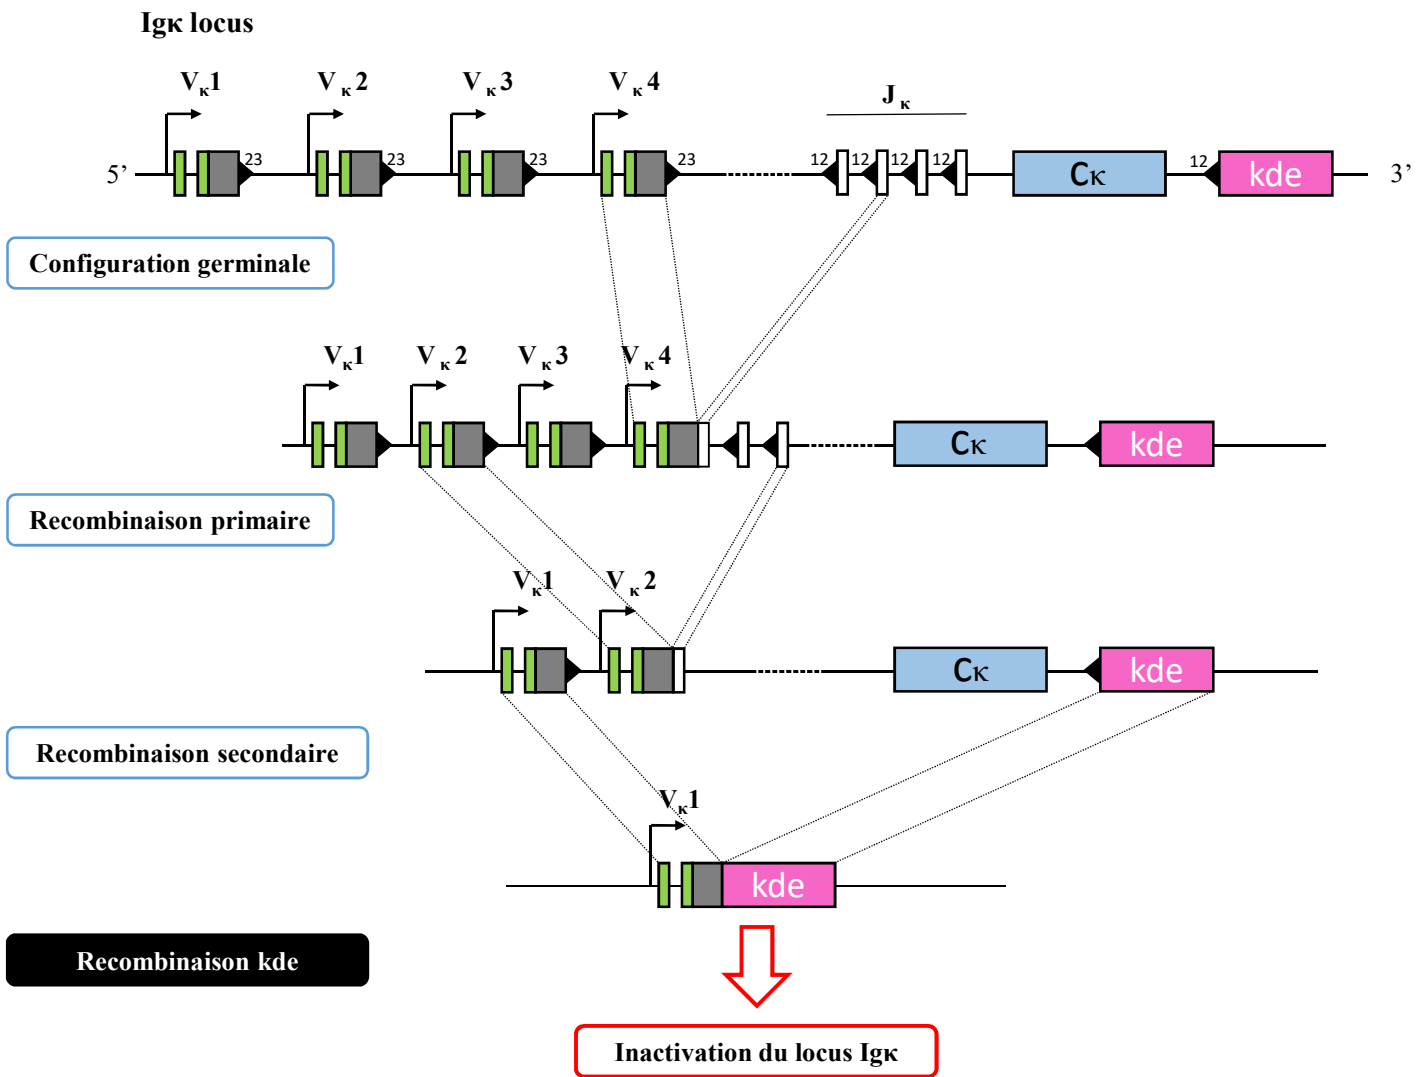 Igκ locus
Vκ1 Vκ2 Vκ3 Vκ4 Jκ
5’ 23 23 23 23 12 12 12 12 Cκ 12 kde 3’
Configuration germinale
Vκ1 Vκ2 Vκ3 Vκ4
Cκ kde
Recombinaison primaire
Vκ1 Vκ2
Cκ kde
Recombinaison secondaire
Vκ1
kde
Recombinaison kde
Inactivation du locus Igκ